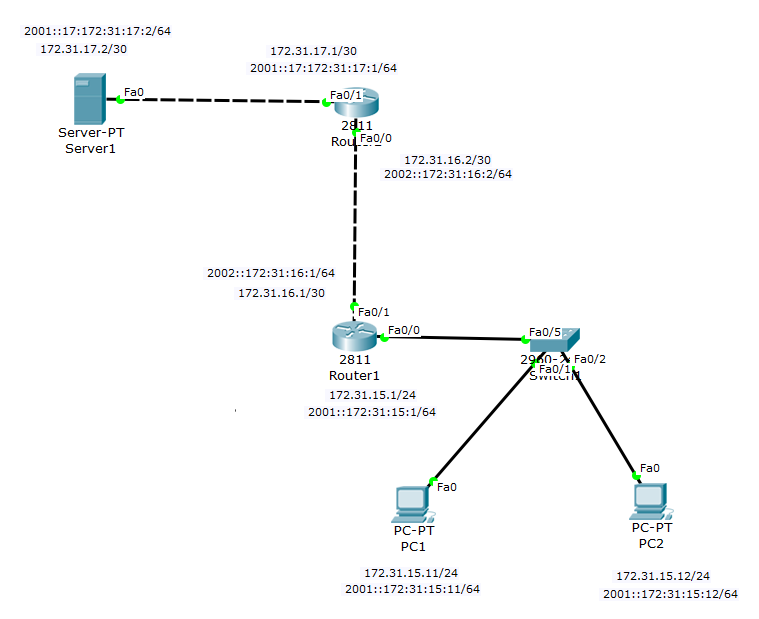 2001::17:172:31:17:2/64
172.31.17.2/30
172.31.17.1/30
2001::17:172:31:17:1/64
Fa0
Fa0/1
Server-PT
Server1
2811
Fa0/0
172.31.16.2/30
2002::172:31:16:2/64
2002::172:31:16:1/64
172.31.16.1/30
Fa0/1
Fa0/0
2811
Router1
Fa0/5
Fa0/2
Fa0/1
Switch1
172.31.15.1/24
2001::172:31:15:1/64
Fa0
PC-PT
PC1
Fa0
PC-PT
PC2
172.31.15.11/24
2001::172:31:15:11/64
172.31.15.12/24
2001::172:31:15:12/64